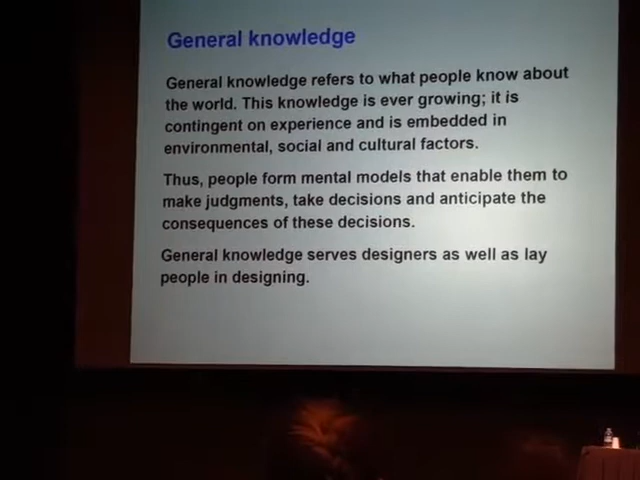 General knowledge
General knowledge refers to what people know about
the world. This knowledge is ever growing; it is
contingent on experience and is embedded in
environmental, social and cultural factors.
Thus, people form mental models that enable them to
make judgments, take decisions and anticipate the
consequences of these decisions.
General knowledge serves designers as well as lay
people in designing.